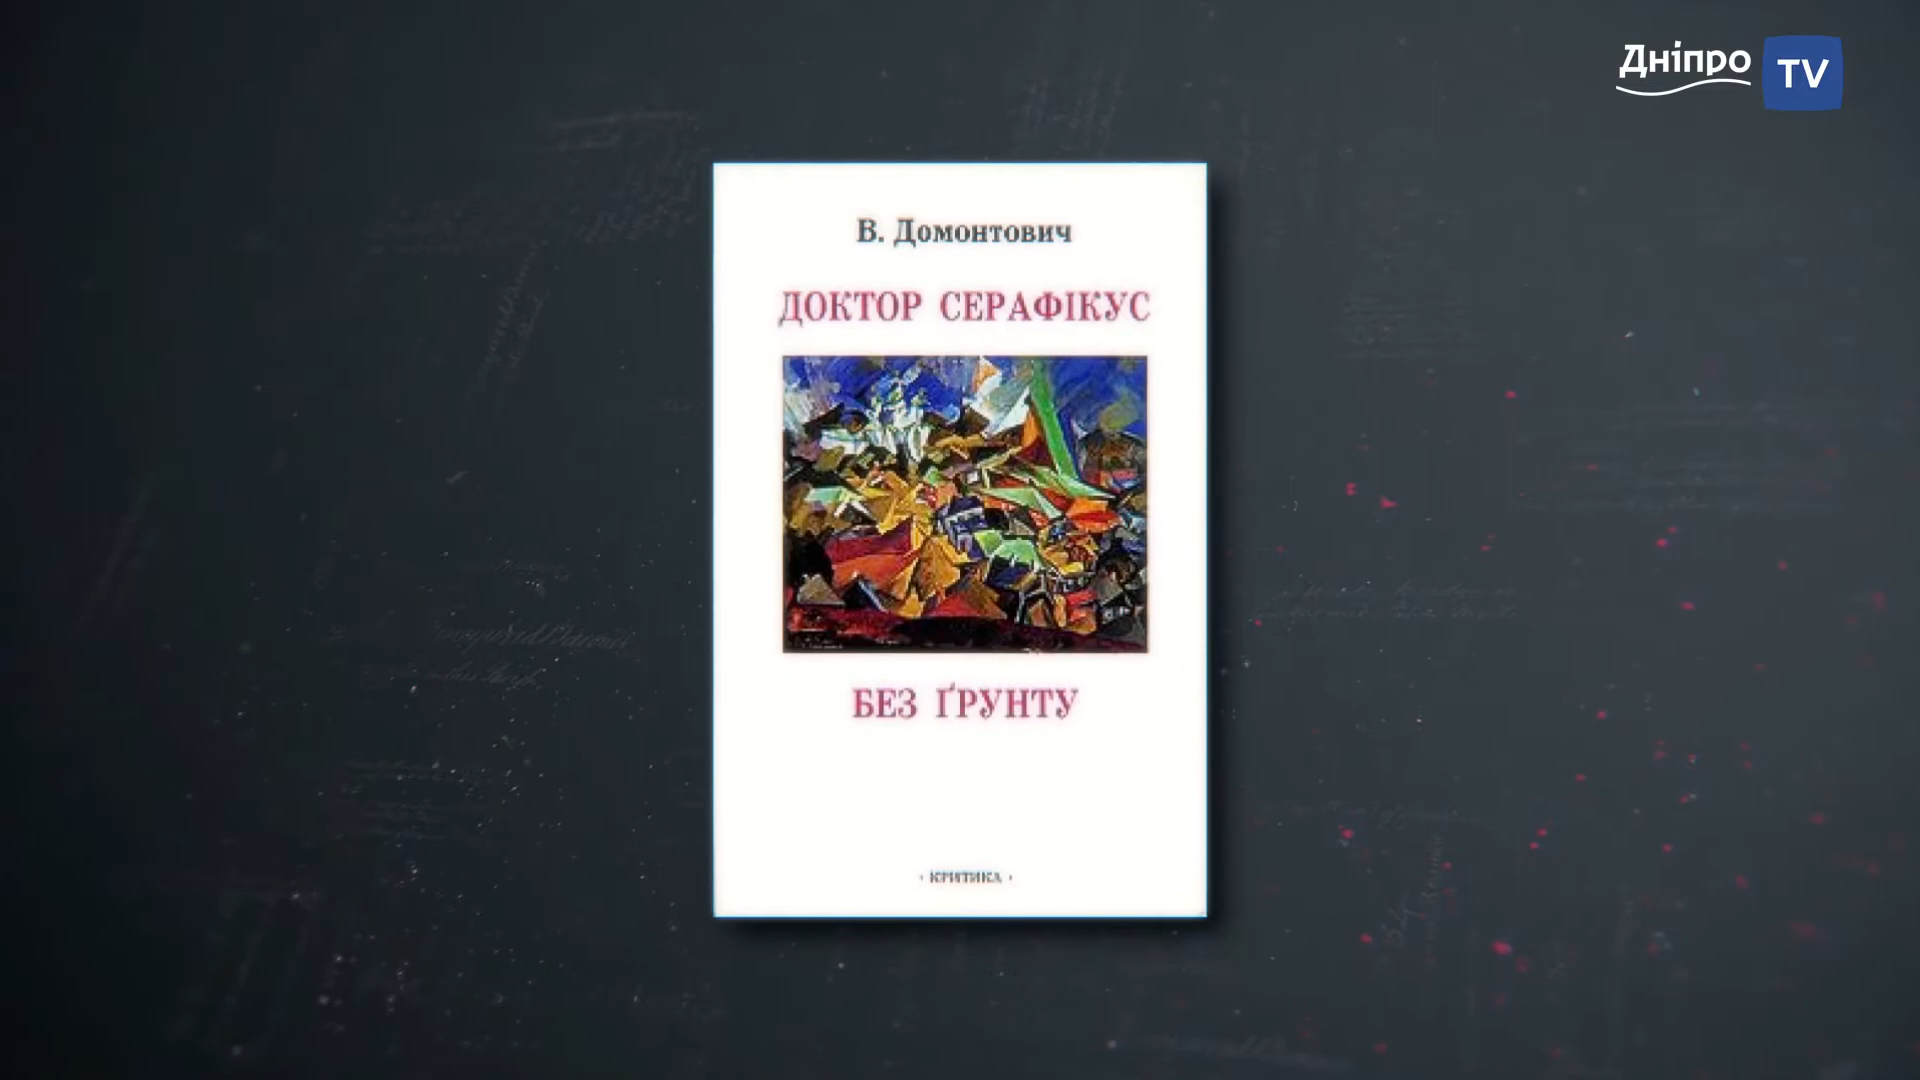 Дніпро TV
В. Домонтович
ДОКТОР СЕРАФІКУС
БЕЗ ҐРУНТУ
· КРИТИКА ·